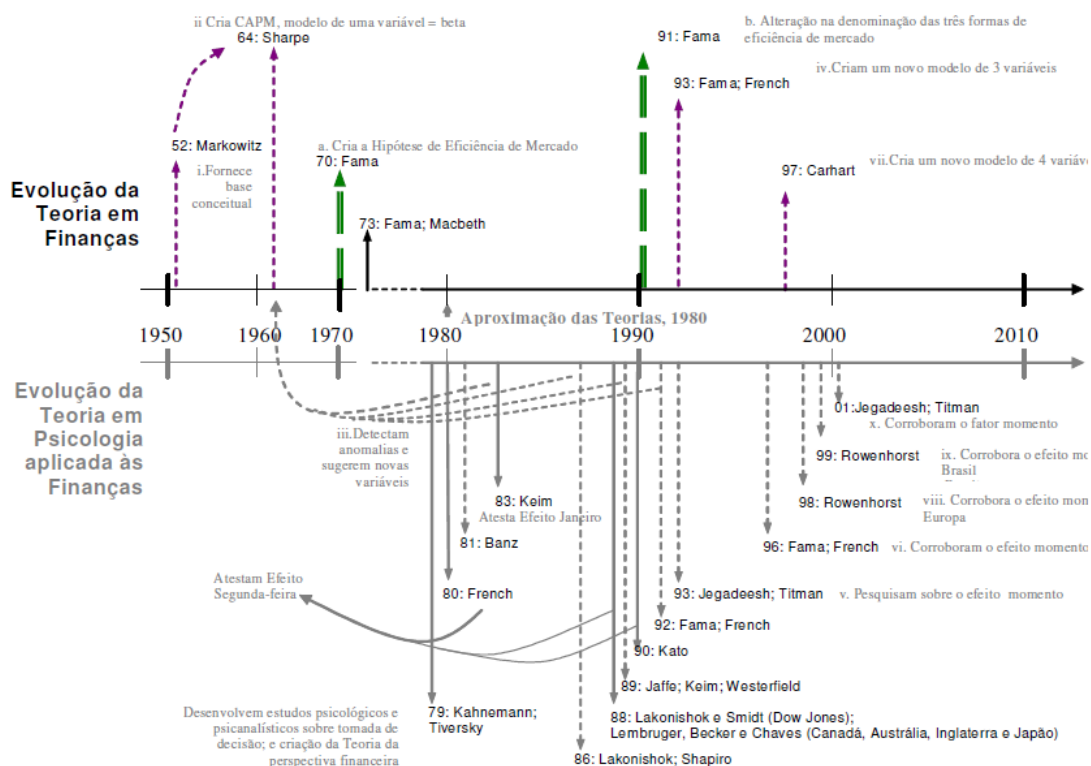 ii Cria CAPM, modelo de uma variável = beta
64: Sharpe
b. Alteração na denominação das três formas de
eficiência de mercado
91: Fama
iv.Criam um novo modelo de 3 variáveis
93: Fama; French
52: Markowitz
i.Fornece
base
conceitual
a. Cria a Hipótese de Eficiência de Mercado
70: Fama
vii.Cria um novo modelo de 4 variáve
97: Carhart
Evolução da
Teoria em
Finanças
73: Fama; Macbeth
Aproximação das Teorias, 1980
1950 1960 1970 1980 1990 2000 2010
Evolução da
Teoria em
Psicologia
aplicada às
Finanças
iii.Detectam
anomalias e
sugerem novas
variáveis
01:Jegadeesh; Titman
x. Corroboram o fator momento
99: Rowenhorst
ix. Corrobora o efeito mo
Brasil
83: Keim
Atesta Efeito Janeiro
98: Rowenhorst
viii. Corrobora o efeito mon
Europa
81: Banz
96: Fama; French
vi. Corroboram o efeito momento
Atestam Efeito
Segunda-feira
80: French
93: Jegadeesh; Titman
v. Pesquisam sobre o efeito momento
92: Fama; French
90: Kato
89: Jaffe; Keim; Westerfield
Desenvolvem estudos psicológicos e
psicanalísticos sobre tomada de
decisão; e criação da Teoria da
perspectiva financeira
79: Kahnemann;
Tiversky
88: Lakonishok e Smidt (Dow Jones);
Lembruger, Becker e Chaves (Canadá, Austrália, Inglaterra e Japão)
86: Lakonishok; Shapiro